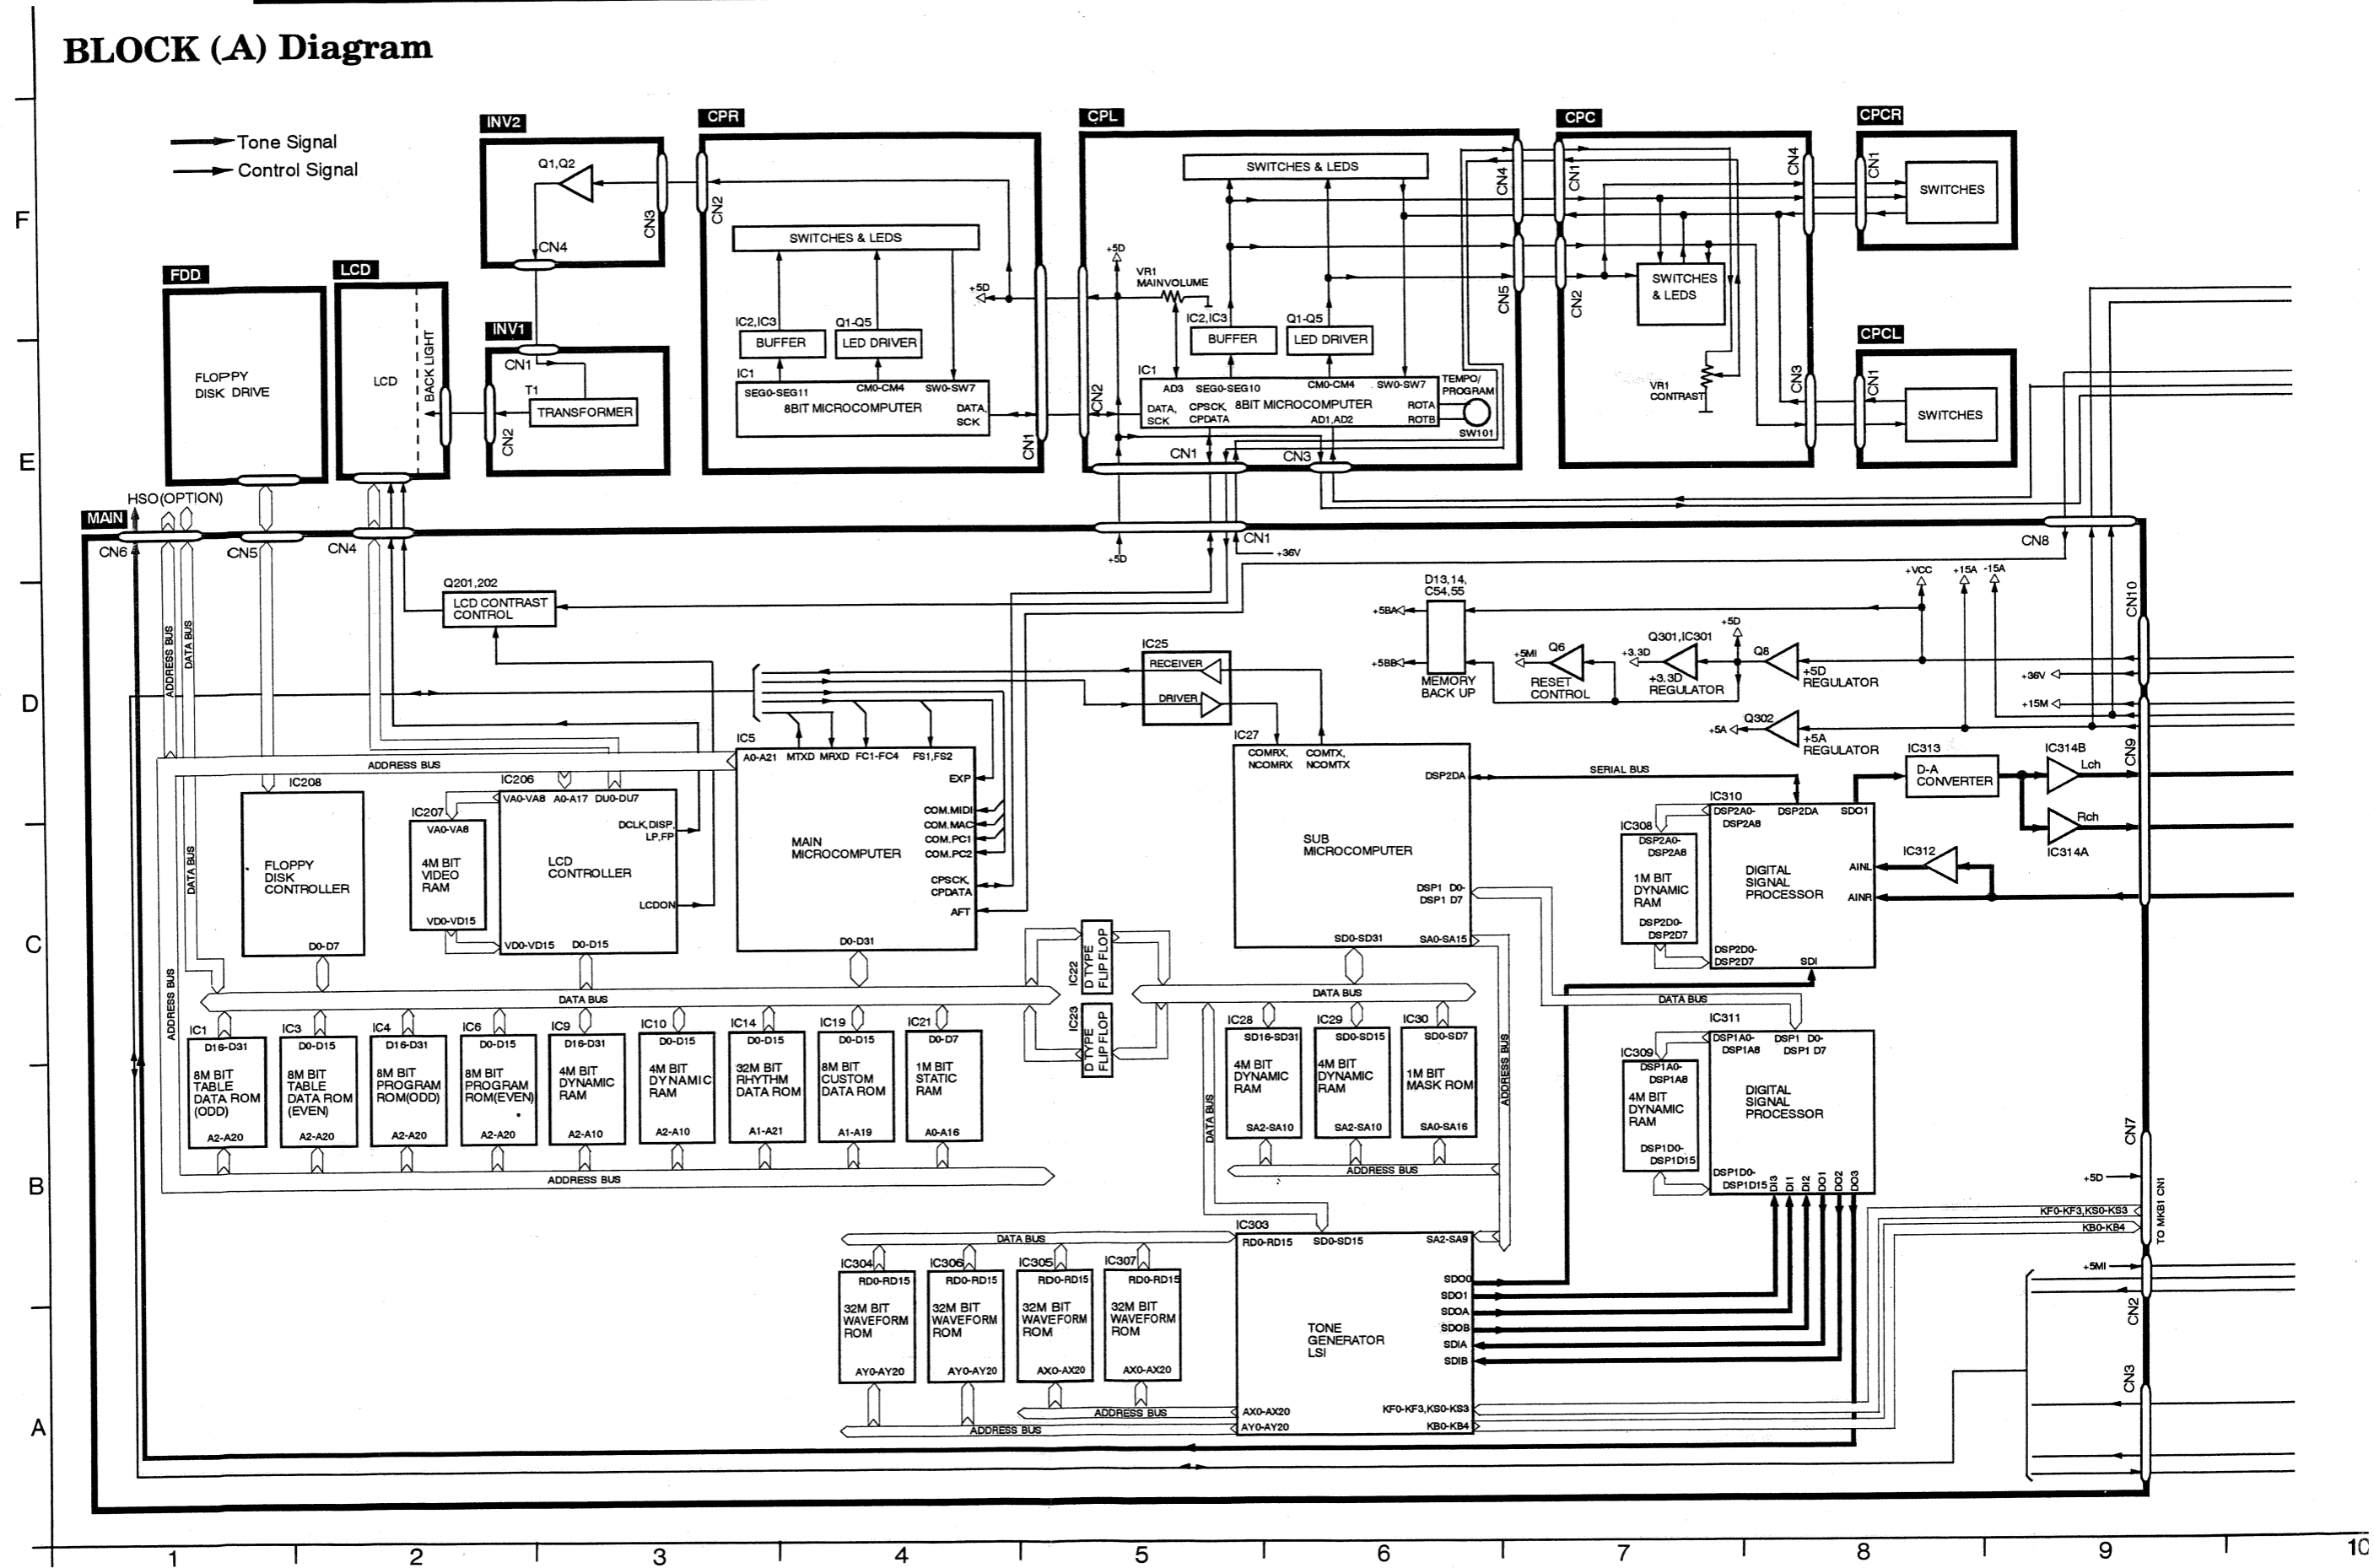 BLOCK (A) Diagram
Tone Signal
Control Signal
F
E
D
C
B
A
1
2
3
4
5
6
7
8
9
10
INV2
Q1,Q2
CN3
CN4
CPR
CN2
SWITCHES & LEDS
+5D
IC2,IC3
BUFFER
Q1-Q5
LED DRIVER
IC1
SEG0-SEG11
CM0-CM4
SW0-SW7
8BIT MICROCOMPUTER
DATA,
SCK
CN1
CPL
SWITCHES & LEDS
CN4
+5D
VR1
MAINVOLUME
IC2,IC3
BUFFER
Q1-Q5
LED DRIVER
CN5
CN2
IC1
AD3
SEG0-SEG10
CM0-CM4
SW0-SW7
TEMPO/
PROGRAM
DATA,
SCK
CPSCK,
CPDATA
8BIT MICROCOMPUTER
AD1,AD2
ROTA
ROTB
SW101
CN1
CN3
CPC
CN1
CN4
CN2
SWITCHES
& LEDS
VR1
CONTRAST
CN3
CPCR
CN1
SWITCHES
CPCL
CN1
SWITCHES
FDD
FLOPPY
DISK DRIVE
LCD
LCD
BACK LIGHT
INV1
CN1
T1
TRANSFORMER
CN2
HSO(OPTION)
MAIN
CN6
CN5
CN4
+5D
CN1
+36V
CN8
ADDRESS BUS
DATA BUS
Q201,202
LCD CONTRAST
CONTROL
IC25
RECEIVER
DRIVER
D13,14,
C54,55
+5BA
+5BB
MEMORY
BACK UP
+5MI
Q6
RESET
CONTROL
+3.3D
Q301,IC301
+3.3D
REGULATOR
+5D
Q8
+5D
REGULATOR
+VCC
+15A
-15A
CN10
+36V
+15M
+5A
Q302
+5A
REGULATOR
CN9
ADDRESS BUS
IC208
FLOPPY
DISK
CONTROLLER
D0-D7
IC207
VA0-VA8
4M BIT
VIDEO
RAM
VD0-VD15
IC206
VA0-VA8
A0-A17
DU0-DU7
DCLK,DISP,
LP,FP
LCD
CONTROLLER
LCDON
VD0-VD15
D0-D15
IC5
A0-A21
MTXD
MRXD
FC1-FC4
FS1,FS2
EXP
COM.MIDI
COM.MAC
COM.PC1
COM.PC2
MAIN
MICROCOMPUTER
CPSCK,
CPDATA
AFT
D0-D31
IC27
COMRX,
NCOMRX
COMTX,
NCOMTX
DSP2DA
SUB
MICROCOMPUTER
DSP1 D0-
DSP1 D7
SD0-SD31
SA0-SA15
SERIAL BUS
IC308
DSP2A0-
DSP2A8
1M BIT
DYNAMIC
RAM
DSP2D0-
DSP2D7
IC310
DSP2A0-
DSP2A8
DSP2DA
SDO1
DIGITAL
SIGNAL
PROCESSOR
AINL
AINR
DSP2D0-
DSP2D7
SDI
IC313
D-A
CONVERTER
IC314B
Lch
Rch
IC314A
IC312
DATA BUS
ADDRESS BUS
DATA BUS
IC22
D TYPE
FLIP FLOP
IC23
D TYPE
FLIP FLOP
DATA BUS
DATA BUS
IC1
D16-D31
8M BIT
TABLE
DATA ROM
(ODD)
A2-A20
IC3
D0-D15
8M BIT
TABLE
DATA ROM
(EVEN)
A2-A20
IC4
D16-D31
8M BIT
PROGRAM
ROM(ODD)
A2-A20
IC6
D0-D15
8M BIT
PROGRAM
ROM(EVEN)
A2-A20
IC9
D16-D31
4M BIT
DYNAMIC
RAM
A2-A10
IC10
D0-D15
4M BIT
DYNAMIC
RAM
A2-A10
IC14
D0-D15
32M BIT
RHYTHM
DATA ROM
A1-A21
IC19
D0-D15
8M BIT
CUSTOM
DATA ROM
A1-A19
IC21
D0-D7
1M BIT
STATIC
RAM
A0-A16
ADDRESS BUS
DATA BUS
IC28
SD16-SD31
4M BIT
DYNAMIC
RAM
SA2-SA10
IC29
SD0-SD15
4M BIT
DYNAMIC
RAM
SA2-SA10
IC30
SD0-SD7
1M BIT
MASK ROM
SA0-SA16
ADDRESS BUS
ADDRESS BUS
IC309
DSP1A0-
DSP1A8
4M BIT
DYNAMIC
RAM
DSP1D0-
DSP1D15
IC311
DSP1A0-
DSP1A8
DSP1 D0-
DSP1 D7
DIGITAL
SIGNAL
PROCESSOR
DSP1D0-
DSP1D15
DI3
DI1
DI2
DO1
DO2
DO3
CN7
+5D
KF0-KF3,KS0-KS3
KB0-KB4
TO MKB1 CN1
+5MI
CN2
CN3
DATA BUS
IC304
RD0-RD15
32M BIT
WAVEFORM
ROM
AY0-AY20
IC306
RD0-RD15
32M BIT
WAVEFORM
ROM
AY0-AY20
IC305
RD0-RD15
32M BIT
WAVEFORM
ROM
AX0-AX20
IC307
RD0-RD15
32M BIT
WAVEFORM
ROM
AX0-AX20
ADDRESS BUS
ADDRESS BUS
IC303
RD0-RD15
SD0-SD15
SA2-SA9
SDO0
SDO1
SDOA
SDOB
SDIA
SDIB
TONE
GENERATOR
LSI
AX0-AX20
AY0-AY20
KF0-KF3,KS0-KS3
KB0-KB4